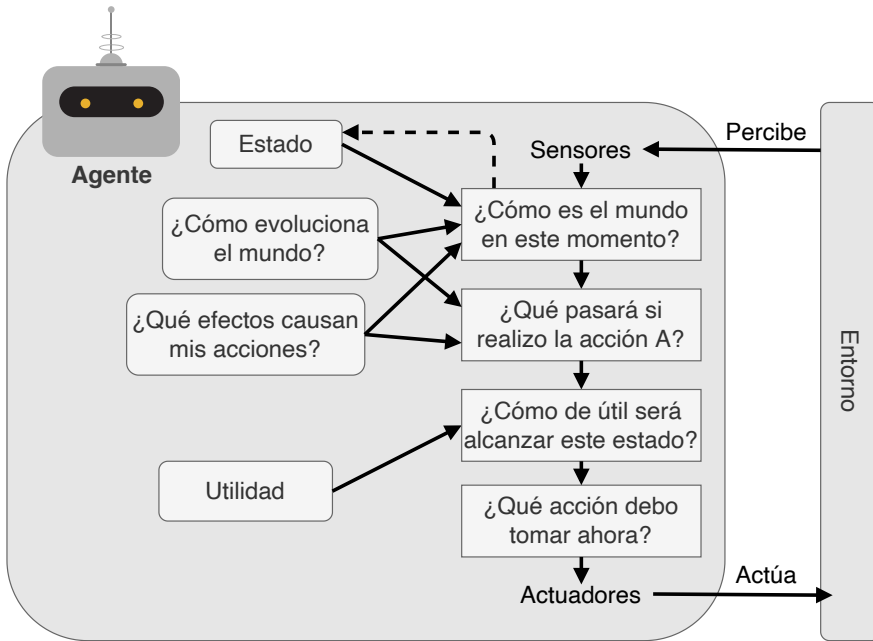 Agente
Estado
Sensores
Percibe
¿Cómo evoluciona
el mundo?
¿Cómo es el mundo
en este momento?
¿Qué efectos causan
mis acciones?
¿Qué pasará si
realizo la acción A?
¿Cómo de útil será
alcanzar este estado?
Utilidad
¿Qué acción debo
tomar ahora?
Actuadores
Actúa
Entorno